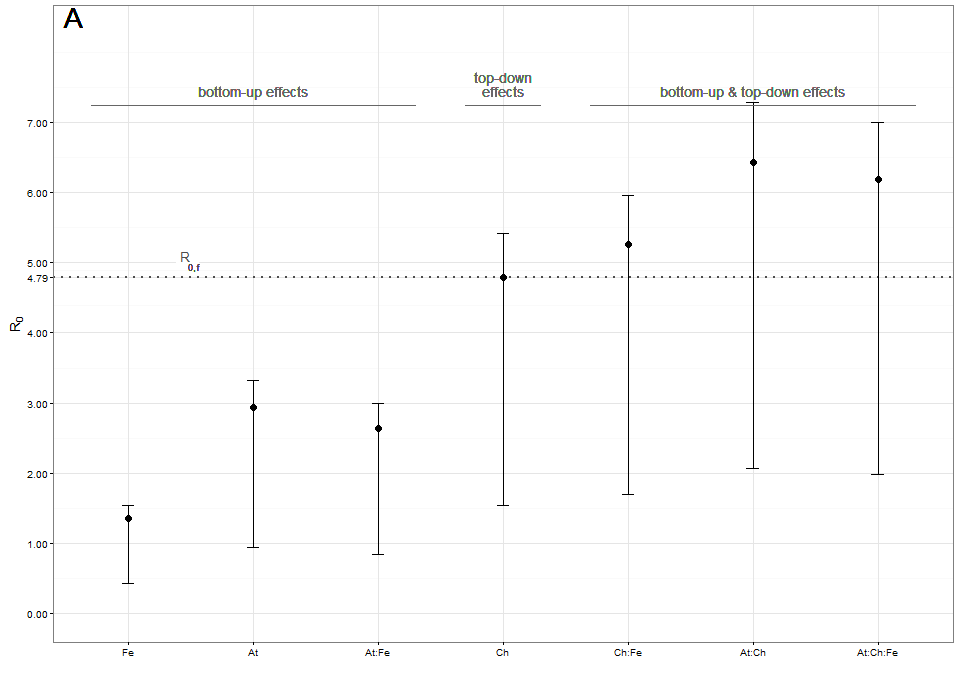 A
top-down
bottom-up effects
effects
bottom-up & top-down effects
7.00
6.00
R0,f
5.00
4.79
R0
4.00
3.00
2.00
1.00
0.00
Fe
At
At:Fe
Ch
Ch:Fe
At:Ch
At:Ch:Fe